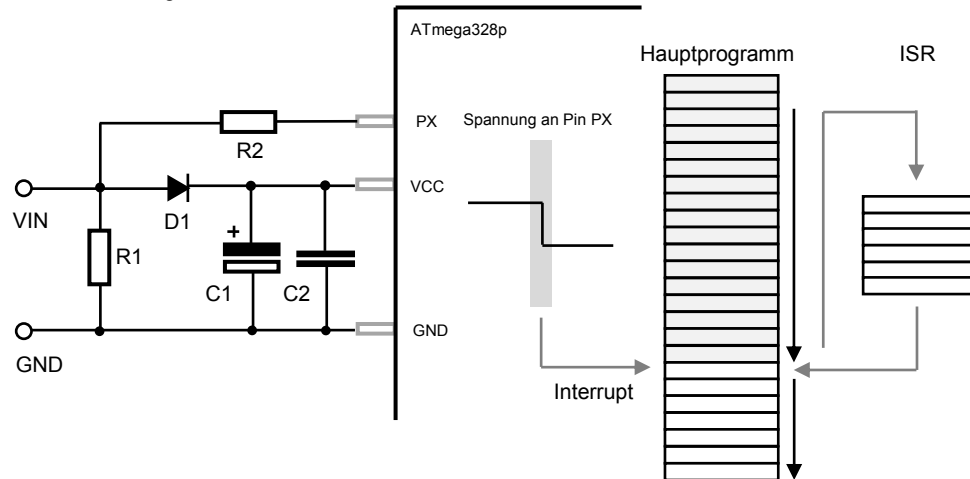 ATmega328p
Hauptprogramm
ISR
PX
Spannung an Pin PX
R2
VCC
VIN
D1
R1
+
C1
C2
GND
GND
Interrupt